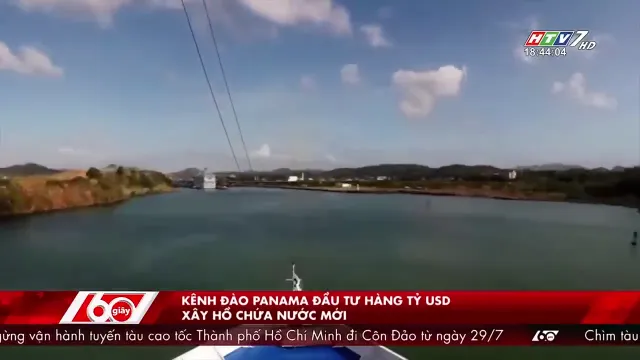 HTV7 HD
18:44:04
60 giây
KÊNH ĐÀO PANAMA ĐẦU TƯ HÀNG TỶ USD
XÂY HỒ CHỨA NƯỚC MỚI
ừng vận hành tuyến tàu cao tốc Thành phố Hồ Chí Minh đi Côn Đảo từ ngày 29/7 60 Chìm tàu